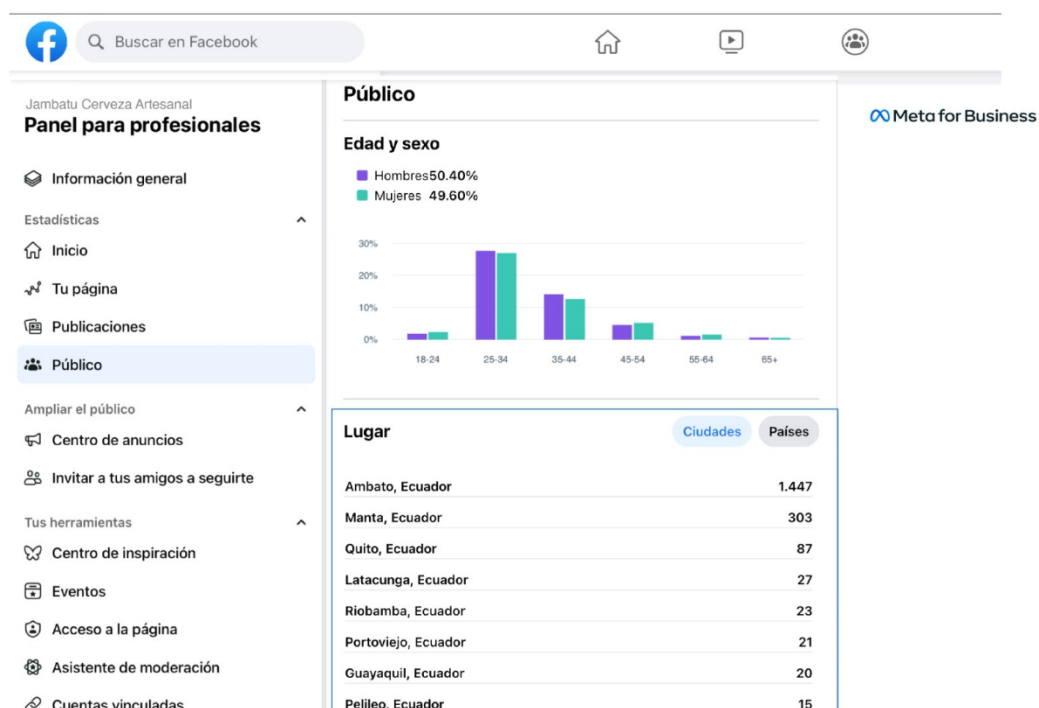 Buscar en Facebook
Jambatu Cerveza Artesanal
Panel para profesionales
Información general
Estadísticas
Inicio
Tu página
Publicaciones
Público
Ampliar el público
Centro de anuncios
Invitar a tus amigos a seguirte
Tus herramientas
Centro de inspiración
Eventos
Acceso a la página
Asistente de moderación
Cuentas vinculadas
Público
Edad y sexo
Hombres50.40%
Mujeres 49.60%
30%
20%
10%
0%
18-24 25-34 35-44 45-54 55-64 65+
Lugar Ciudades Países
Ambato, Ecuador 1.447
Manta, Ecuador 303
Quito, Ecuador 87
Latacunga, Ecuador 27
Riobamba, Ecuador 23
Portoviejo, Ecuador 21
Guayaquil, Ecuador 20
Pelileo, Ecuador 15
Meta for Business